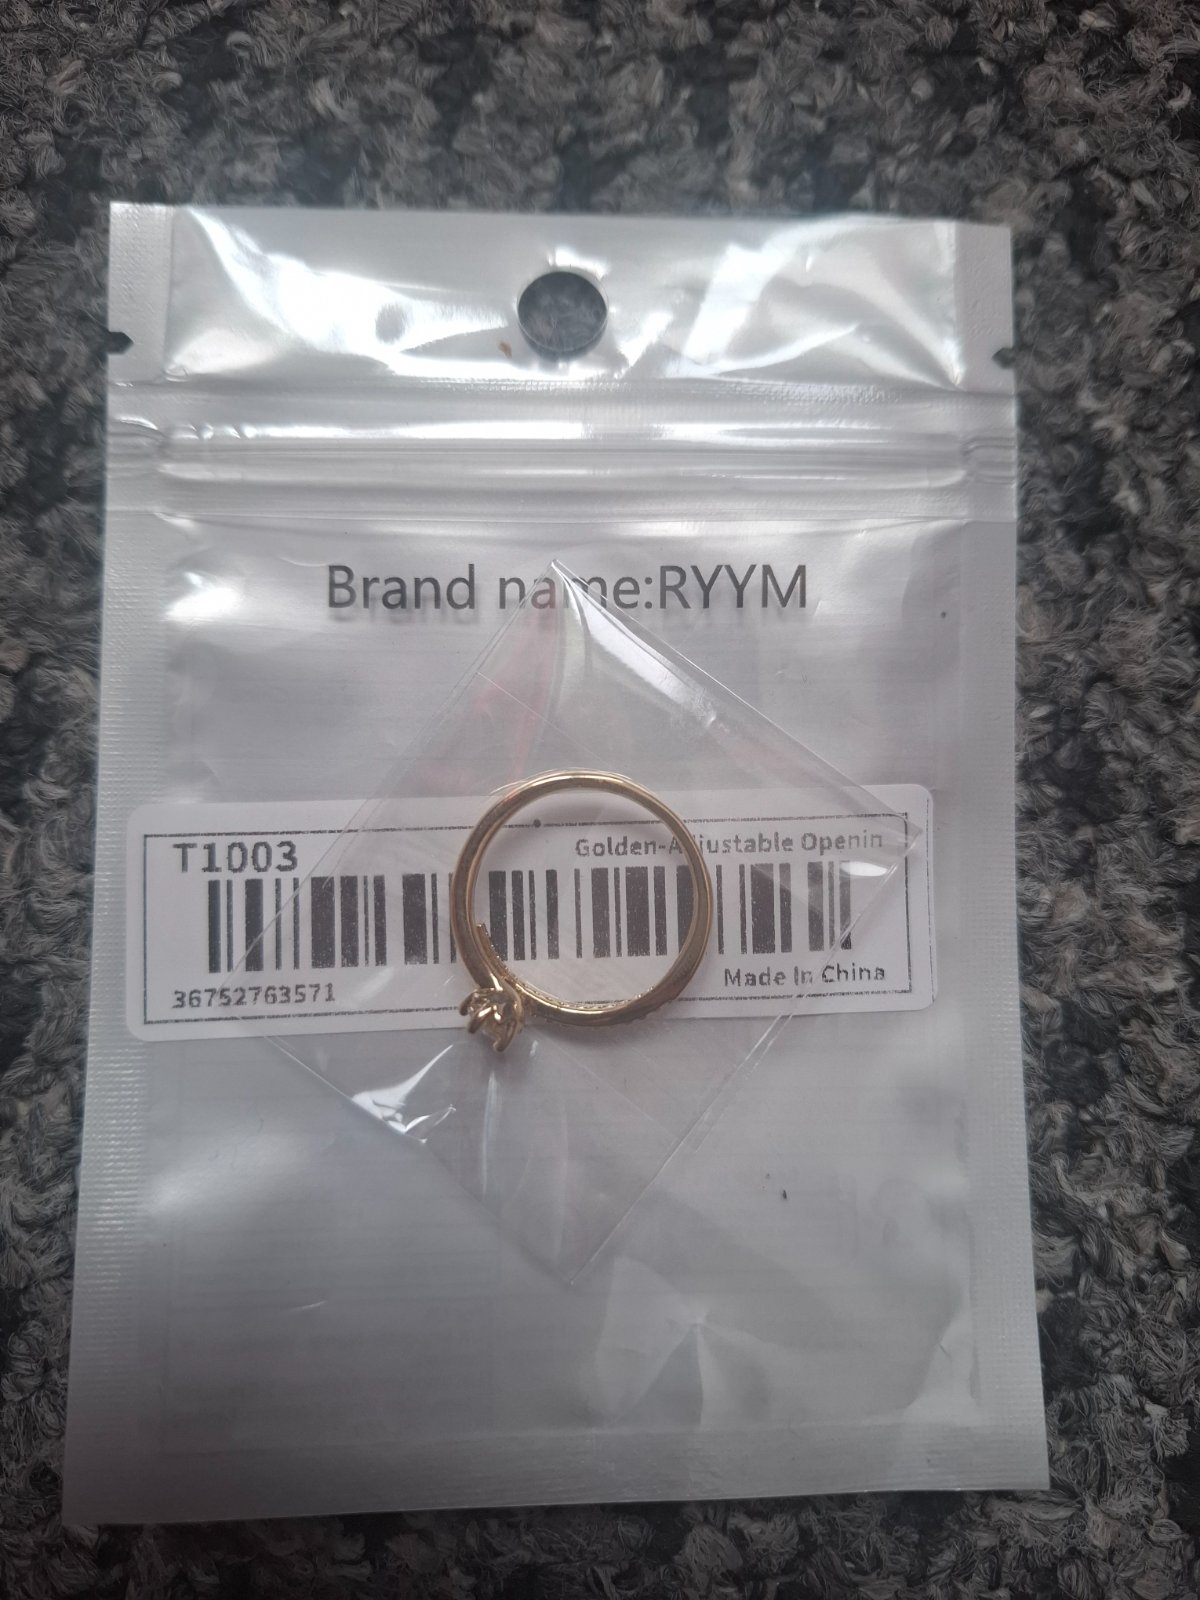 Brand name:RYYM
T1003
Golden-Adjustable Openin
36752763571
Made In China